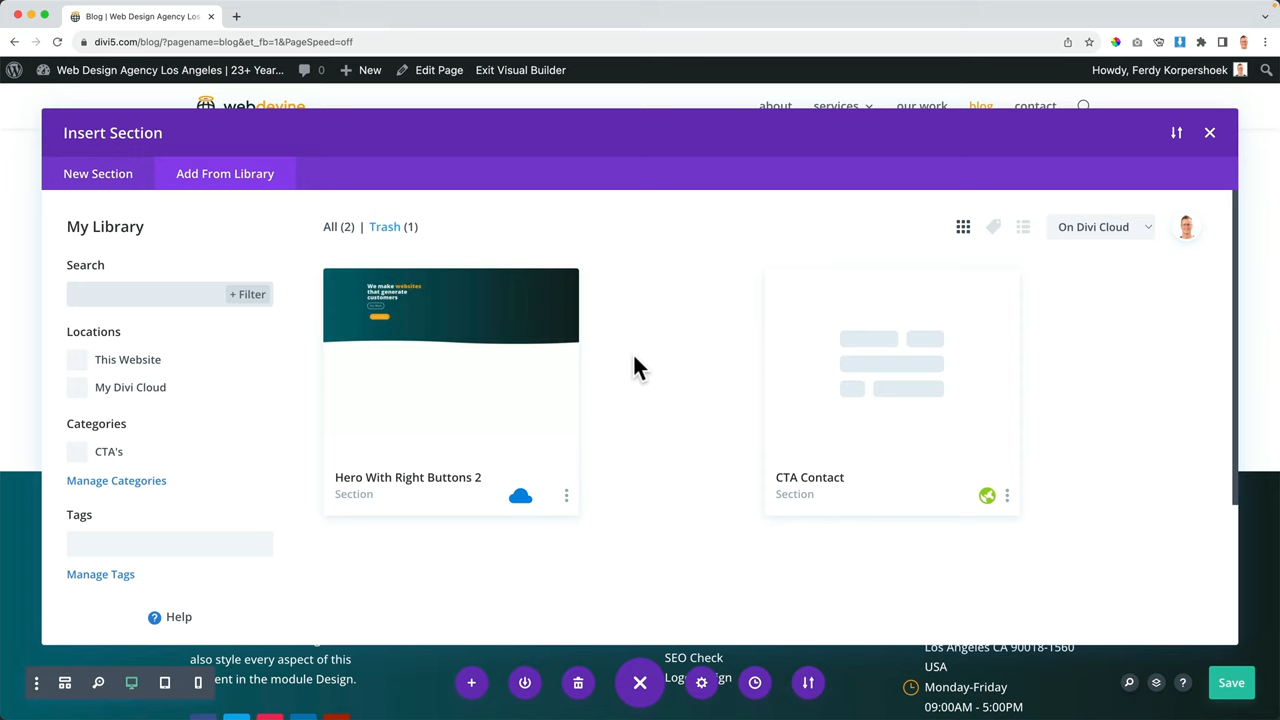 Blog | Web Design Agency Los
divi5.com/blog/?pagename=blog&et_fb=1&PageSpeed=off
Web Design Agency Los Angeles | 23+ Year...
0
New
Edit Page
Exit Visual Builder
Howdy, Ferdy Korpershoek
webdevine
about
services
our work
blog
contact
Insert Section
New Section
Add From Library
My Library
All (2) | Trash (1)
On Divi Cloud
Search
+ Filter
Locations
This Website
My Divi Cloud
Categories
CTA's
Manage Categories
Tags
Manage Tags
Help
We make websites
that generate
customers
Hero With Right Buttons 2
Section
CTA Contact
Section
also style every aspect of this
ent in the module Design.
SEO Check
Logo Design
Los Angeles CA 90018-1560
USA
Monday-Friday
09:00AM - 5:00PM
Save